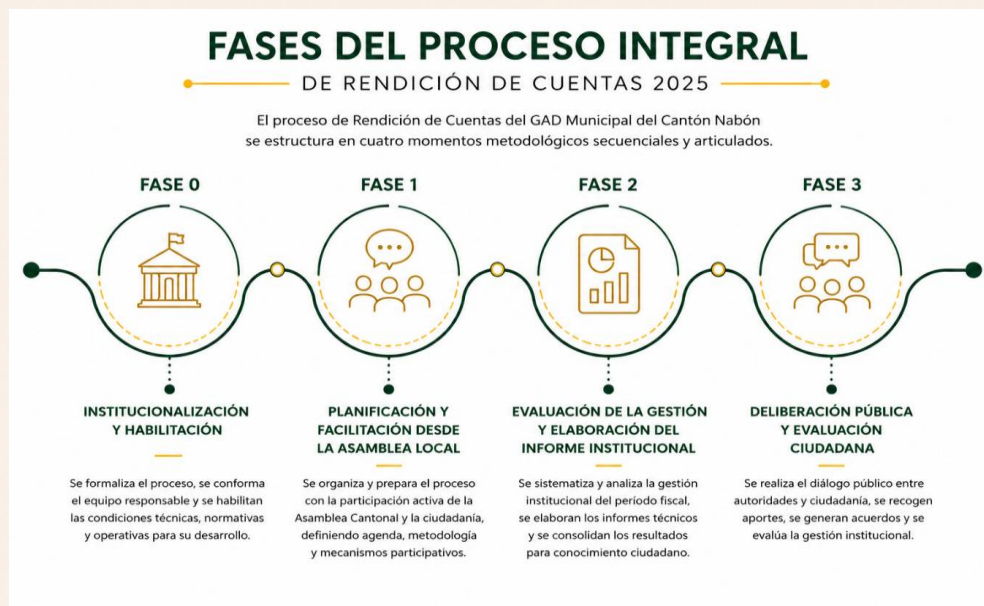 FASES DEL PROCESO INTEGRAL
DE RENDICIÓN DE CUENTAS 2025
El proceso de Rendición de Cuentas del GAD Municipal del Cantón Nabón
se estructura en cuatro momentos metodológicos secuenciales y articulados.
FASE 0
INSTITUCIONALIZACIÓN
Y HABILITACIÓN
Se formaliza el proceso, se conforma
el equipo responsable y se habilitan
las condiciones técnicas, normativas
y operativas para su desarrollo.
FASE 1
PLANIFICACIÓN Y
FACILITACIÓN DESDE
LA ASAMBLEA LOCAL
Se organiza y prepara el proceso
con la participación activa de la
Asamblea Cantonal y la ciudadanía,
definiendo agenda, metodología
y mecanismos participativos.
FASE 2
EVALUACIÓN DE LA GESTIÓN
Y ELABORACIÓN DEL
INFORME INSTITUCIONAL
Se sistematiza y analiza la gestión
institucional del período fiscal,
se elaboran los informes técnicos
y se consolidan los resultados
para conocimiento ciudadano.
FASE 3
DELIBERACIÓN PÚBLICA
Y EVALUACIÓN
CIUDADANA
Se realiza el diálogo público entre
autoridades y ciudadanía, se recogen
aportes, se generan acuerdos y se
evalúa la gestión institucional.